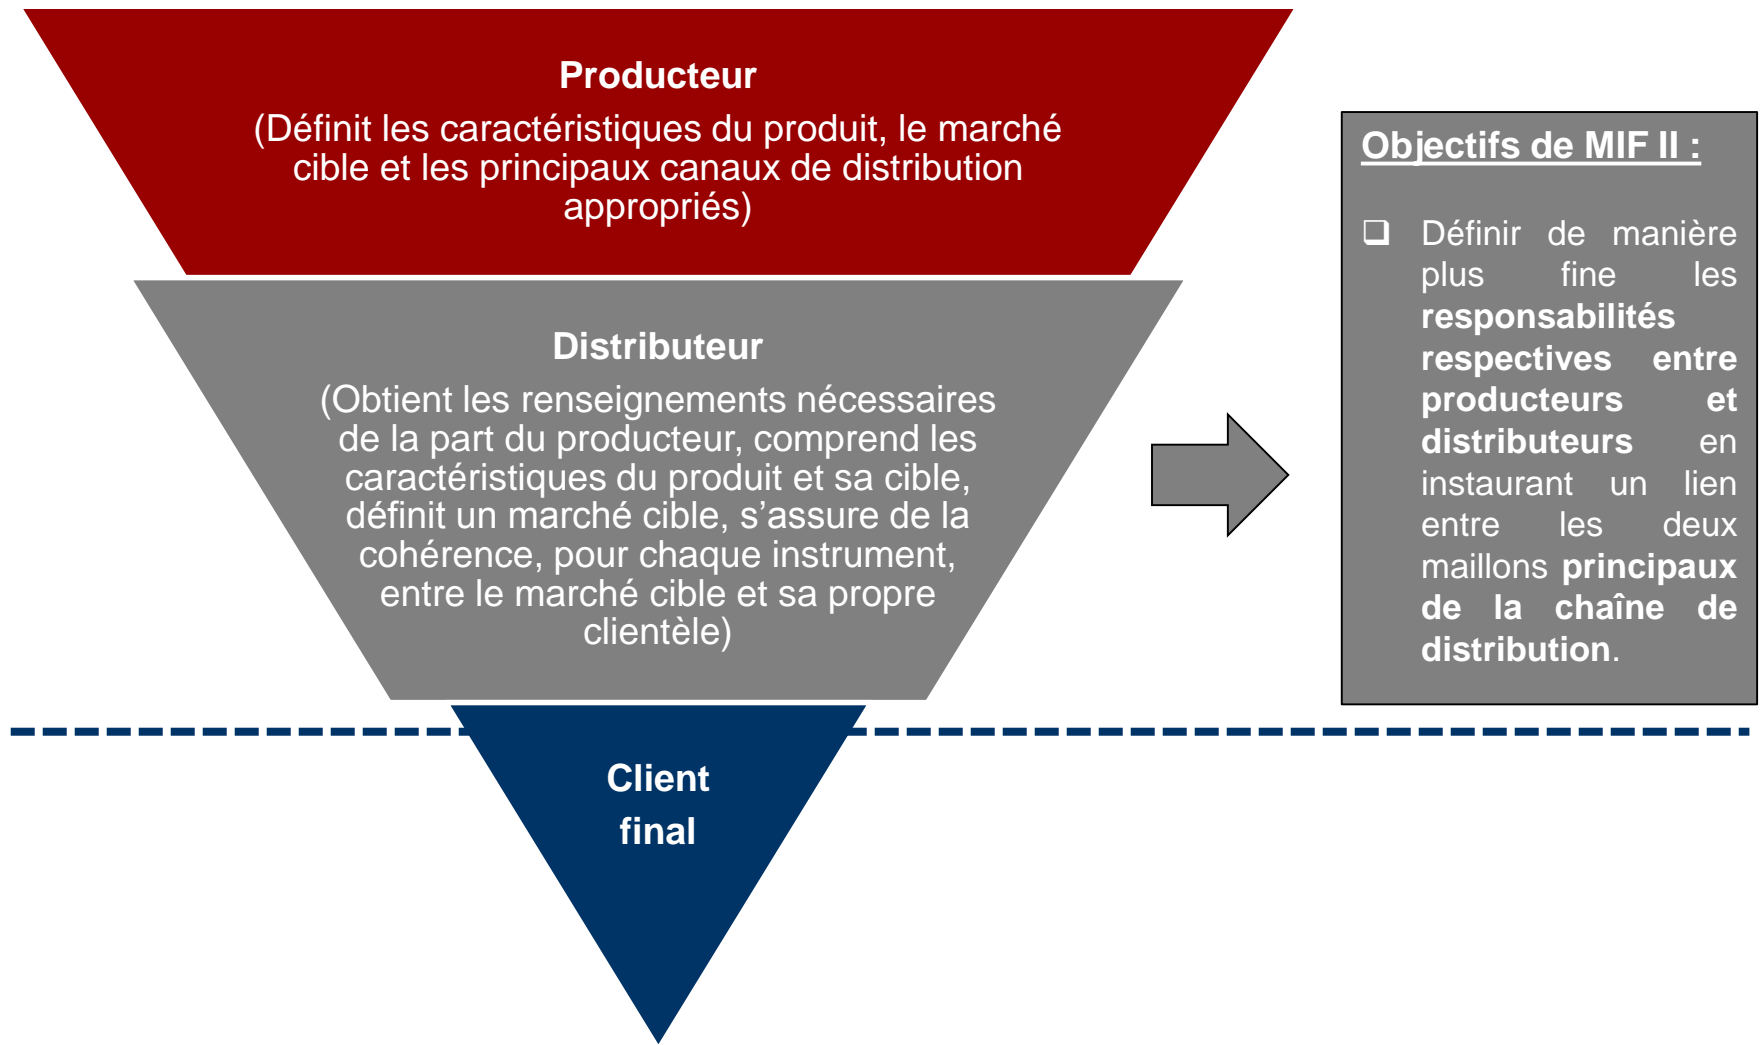 Producteur
(Définit les caractéristiques du produit, le marché
cible et les principaux canaux de distribution
appropriés)
Distributeur
(Obtient les renseignements nécessaires
de la part du producteur, comprend les
caractéristiques du produit et sa cible,
définit un marché cible, s’assure de la
cohérence, pour chaque instrument,
entre le marché cible et sa propre
clientèle)
Client
final
Objectifs de MIF II :
❑ Définir de manière
plus fine les
responsabilités
respectives entre
producteurs et
distributeurs en
instaurant un lien
entre les deux
maillons principaux
de la chaîne de
distribution.